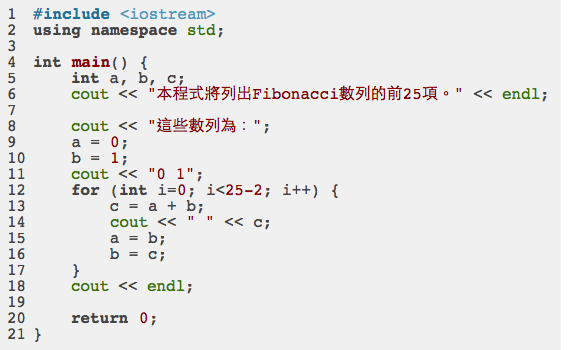 1 #include <iostream>
2 using namespace std;
3
4 int main() {
5     int a, b, c;
6     cout << "本程式將列出Fibonacci數列的前25項。" << endl;
7
8     cout << "這些數列為：";
9     a = 0;
10     b = 1;
11     cout << "0 1";
12     for (int i=0; i<25-2; i++) {
13         c = a + b;
14         cout << " " << c;
15         a = b;
16         b = c;
17     }
18     cout << endl;
19
20     return 0;
21 }